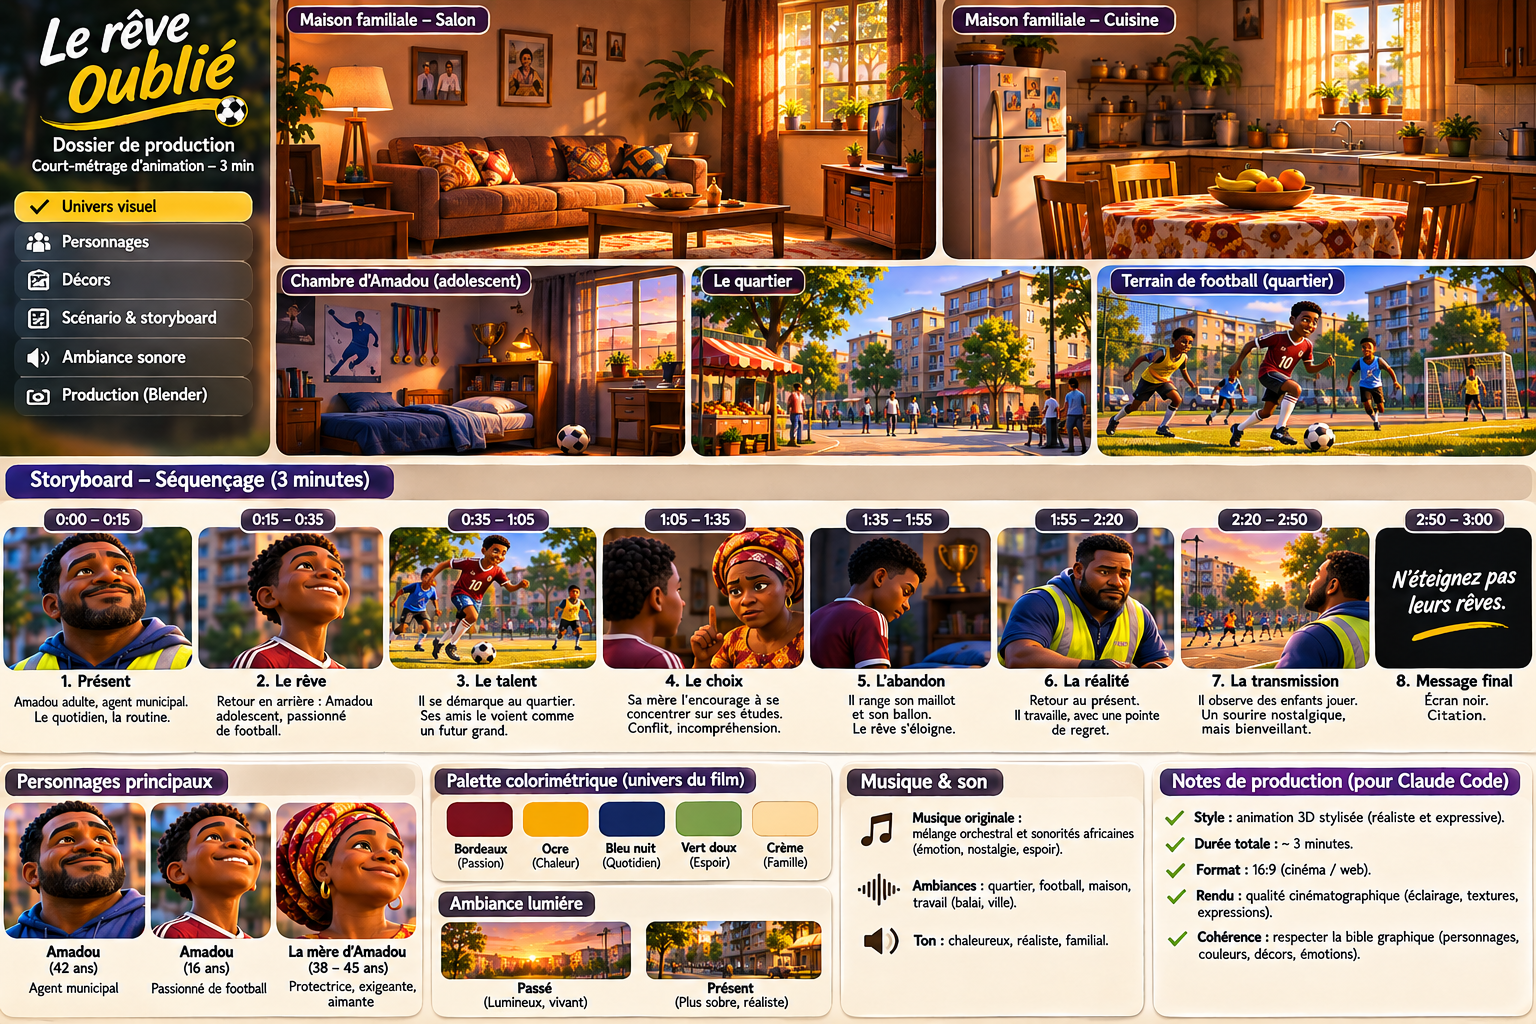 Le rêve
Oublié
Dossier de production
Court-métrage d'animation – 3 min
Univers visuel
Personnages
Décors
Scénario & storyboard
Ambiance sonore
Production (Blender)
Maison familiale – Salon
Maison familiale – Cuisine
Chambre d'Amadou (adolescent)
Le quartier
Terrain de football (quartier)
10
Storyboard – Séquençage (3 minutes)
0:00 – 0:15
1. Présent
Amadou adulte, agent municipal.
Le quotidien, la routine.
0:15 – 0:35
2. Le rêve
Retour en arrière : Amadou
adolescent, passionné
de football.
0:35 – 1:05
10
3. Le talent
Il se démarque au quartier.
Ses amis le voient comme
un futur grand.
1:05 – 1:35
4. Le choix
Sa mère l'encourage à se
concentrer sur ses études.
Conflit, incompréhension.
1:35 – 1:55
5. L'abandon
Il range son maillot
et son ballon.
Le rêve s'éloigne.
1:55 – 2:20
6. La réalité
Retour au présent.
Il travaille, avec une pointe
de regret.
2:20 – 2:50
7. La transmission
Il observe des enfants jouer.
Un sourire nostalgique,
mais bienveillant.
2:50 – 3:00
N'éteignez pas
leurs rêves.
8. Message final
Écran noir.
Citation.
Personnages principaux
Amadou
(42 ans)
Agent municipal
Amadou
(16 ans)
Passionné de football
La mère d'Amadou
(38 – 45 ans)
Protectrice, exigeante,
aimante
Palette colorimétrique (univers du film)
Bordeaux
(Passion)
Ocre
(Chaleur)
Bleu nuit
(Quotidien)
Vert doux
(Espoir)
Crème
(Famille)
Ambiance lumiére
Passé
(Lumineux, vivant)
Présent
(Plus sobre, réaliste)
Musique & son
Musique originale :
mélange orchestral et sonorités africaines
(émotion, nostalgie, espoir).
Ambiances : quartier, football, maison,
travail (balai, ville).
Ton : chaleureux, réaliste, familial.
Notes de production (pour Claude Code)
Style : animation 3D stylisée (réaliste et expressive).
Durée totale : ~ 3 minutes.
Format : 16:9 (cinéma / web).
Rendu : qualité cinématographique (éclairage, textures,
expressions).
Cohérence : respecter la bible graphique (personnages,
couleurs, décors, émotions).